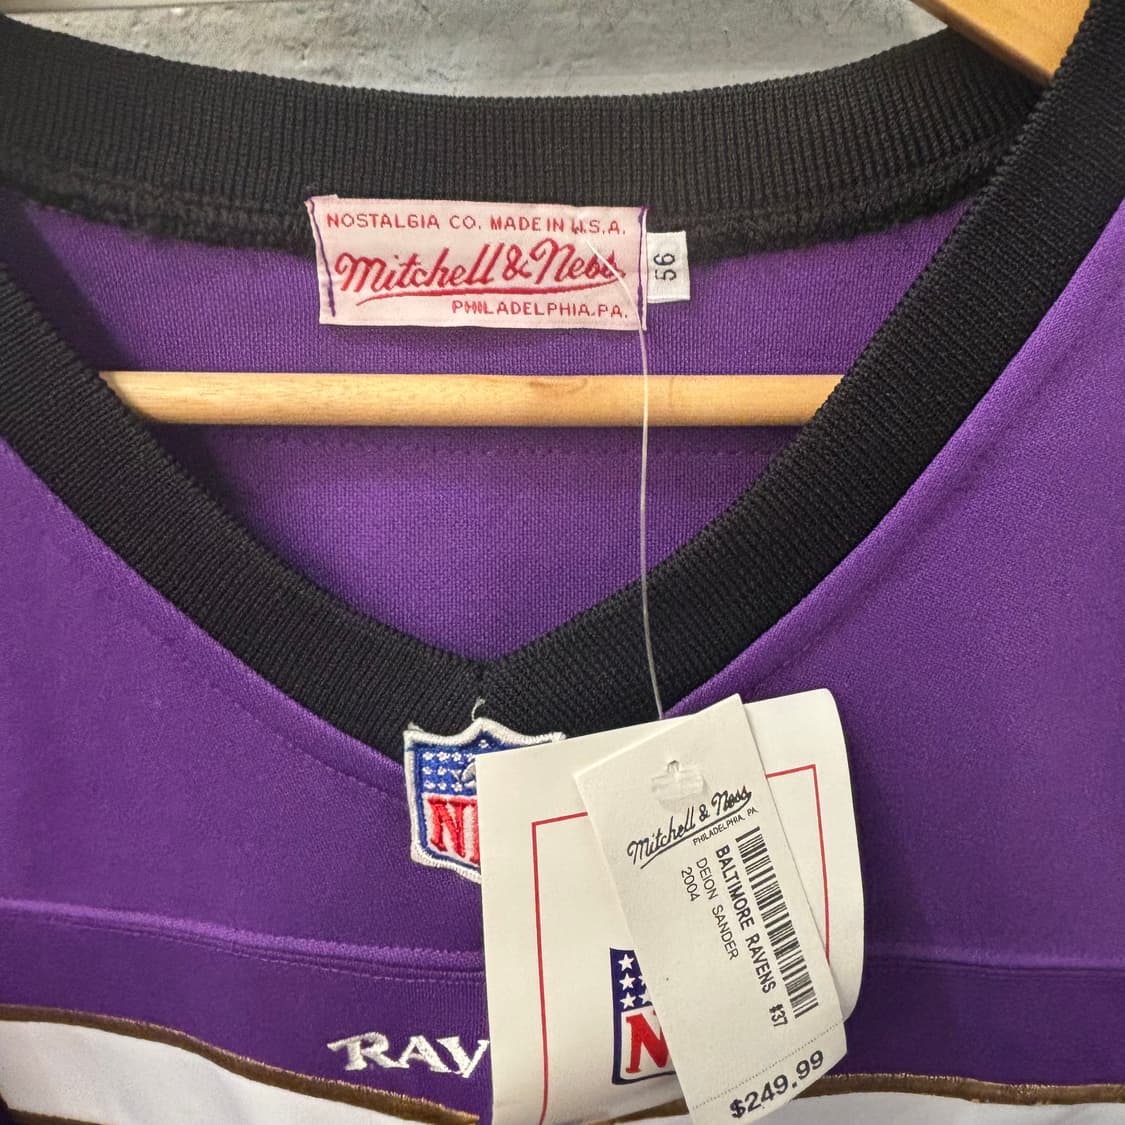 NOSTALGIA CO. MADE IN U.S.A.
Mitchell & Ness
PHILADELPHIA.PA.
56
Mitchell & Ness
PHILADELPHIA, PA
BALTIMORE RAVENS #37
DEION SANDER
2004
$249.99
RAV